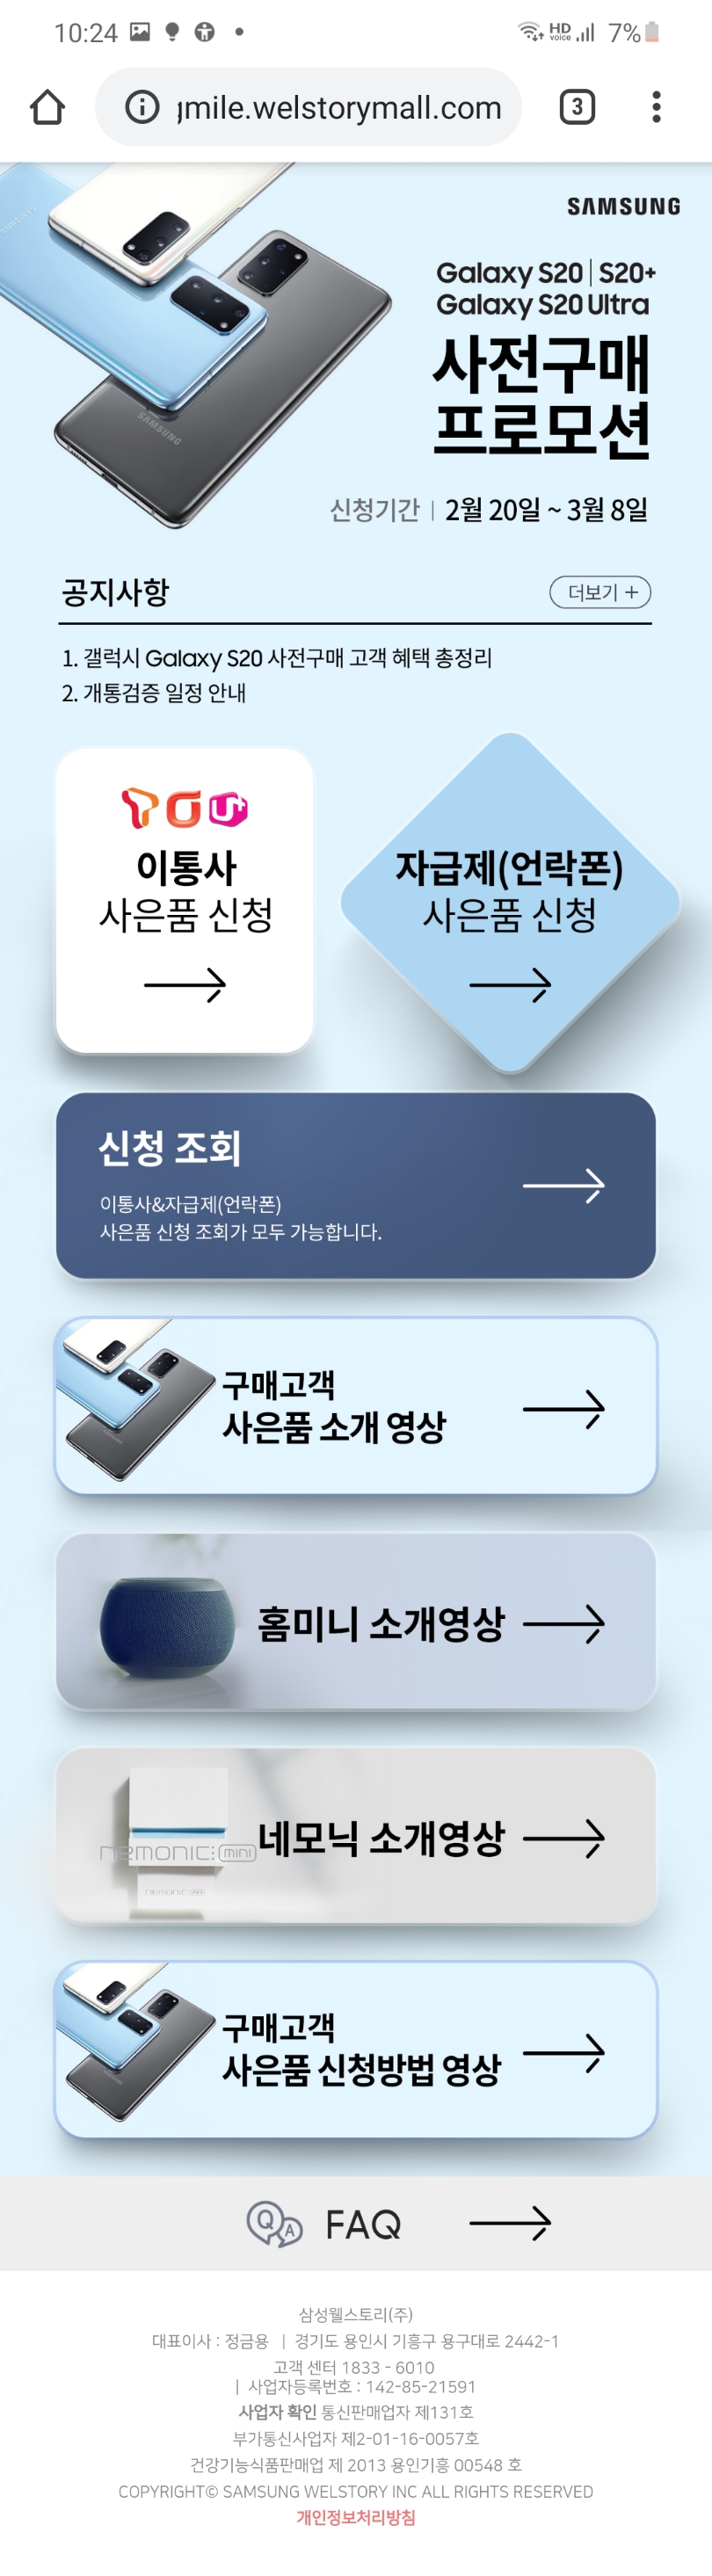 10:24
HD voice
7%
gmile.welstorymall.com
3
SAMSUNG
Galaxy S20 | S20+
Galaxy S20 Ultra
사전구매
프로모션
SAMSUNG
신청기간 | 2월 20일 ~ 3월 8일
공지사항
더보기 +
1. 갤럭시 Galaxy S20 사전구매 고객 혜택 총정리
2. 개통검증 일정 안내
U+
이통사
사은품 신청
자급제(언락폰)
사은품 신청
신청 조회
이통사&자급제(언락폰)
사은품 신청 조회가 모두 가능합니다.
구매고객
사은품 소개 영상
홈미니 소개영상
네모닉 소개영상
nemonic: mini
nemonic mini
구매고객
사은품 신청방법 영상
Q A FAQ
삼성웰스토리(주)
대표이사 : 정금용 | 경기도 용인시 기흥구 용구대로 2442-1
고객 센터 1833 - 6010
| 사업자등록번호 : 142-85-21591
사업자 확인 통신판매업자 제131호
부가통신사업자 제2-01-16-0057호
건강기능식품판매업 제 2013 용인기흥 00548 호
COPYRIGHT© SAMSUNG WELSTORY INC ALL RIGHTS RESERVED
개인정보처리방침